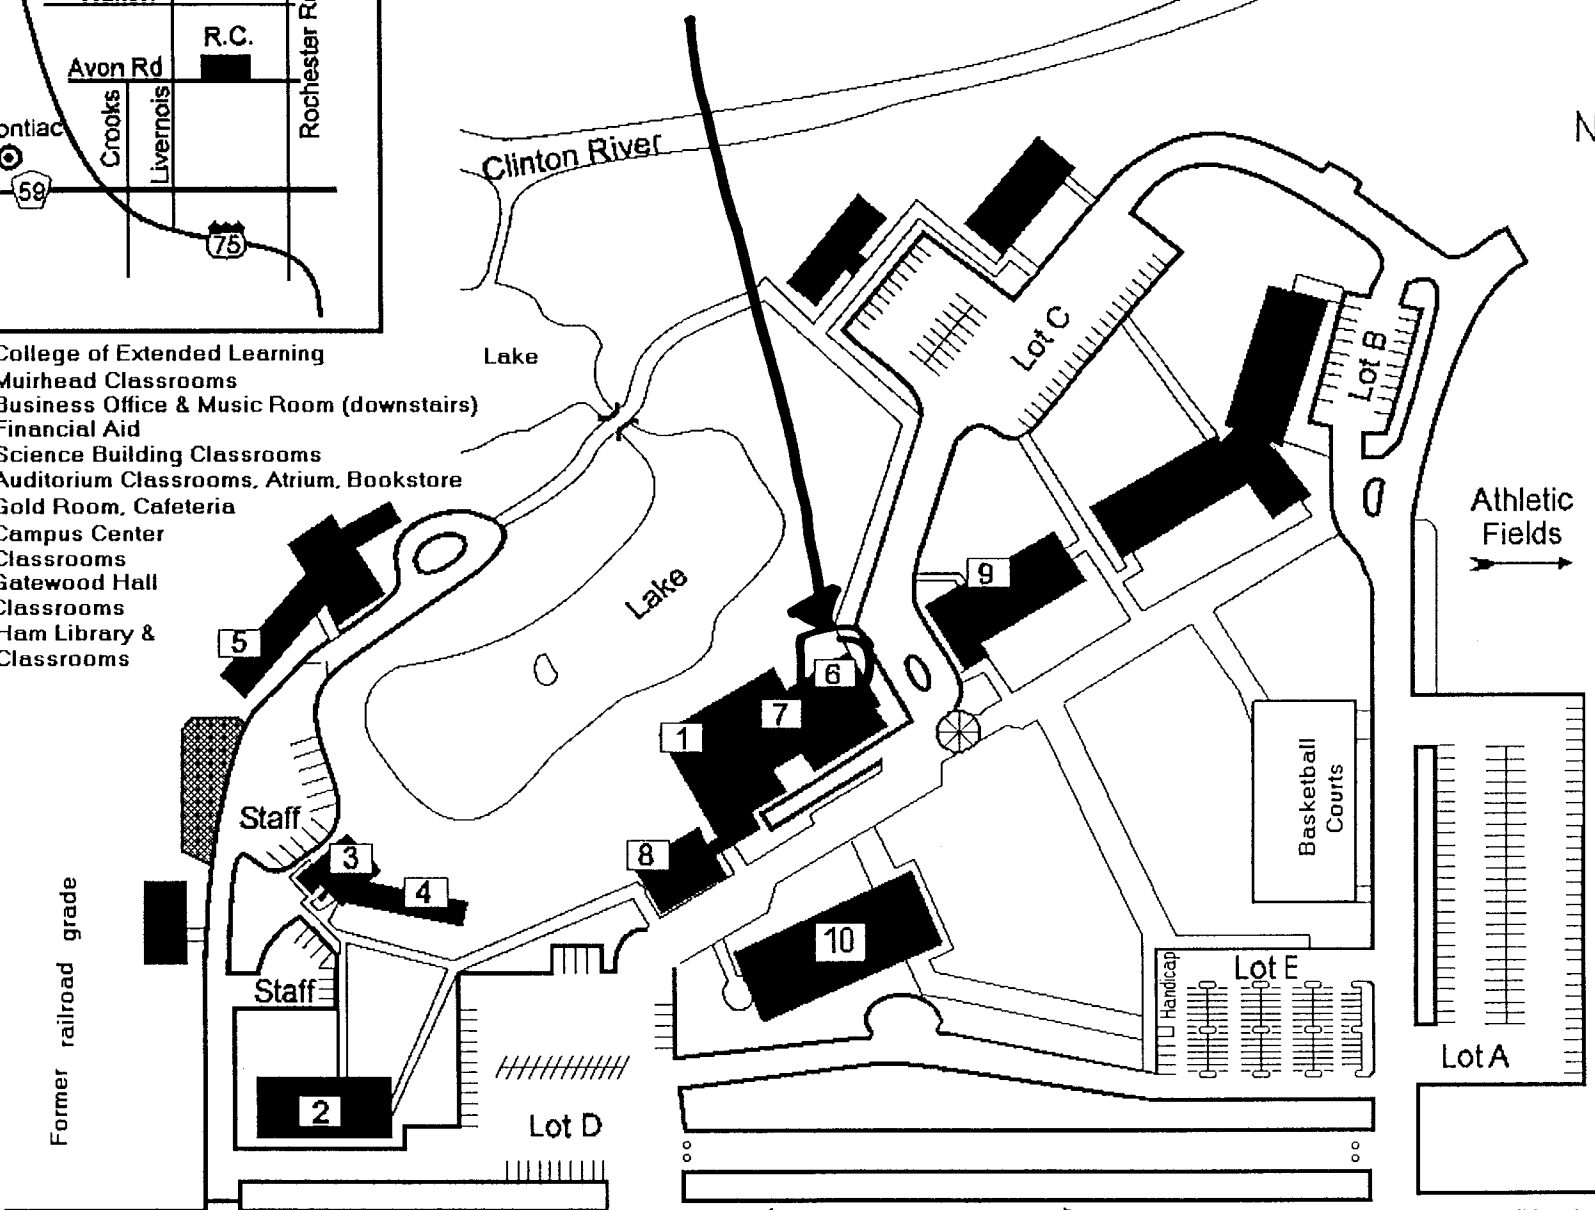 R.C.
Avon Rd
Crooks
Livernois
Rochester
59
75
Clinton River
Lake
College of Extended Learning
Muirhead Classrooms
Business Office & Music Room (downstairs)
Financial Aid
Science Building Classrooms
Auditorium Classrooms, Atrium, Bookstore
Gold Room, Cafeteria
Campus Center
Classrooms
Gatewood Hall
Classrooms
Ham Library &
Classrooms
Lot C
Lot B
Athletic
Fields
Lake
9
5
6
7
1
Basketball
Courts
Staff
3
8
4
10
Former railroad grade
Staff
Handicap
Lot E
Lot A
2
Lot D